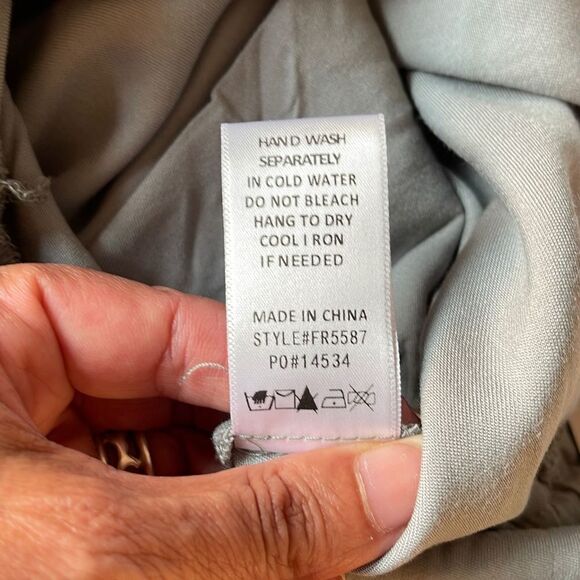 HAND WASH
SEPARATELY
IN COLD WATER
DO NOT BLEACH
HANG TO DRY
COOL I RON
IF NEEDED
MADE IN CHINA
STYLE#FR5587
PO#14534